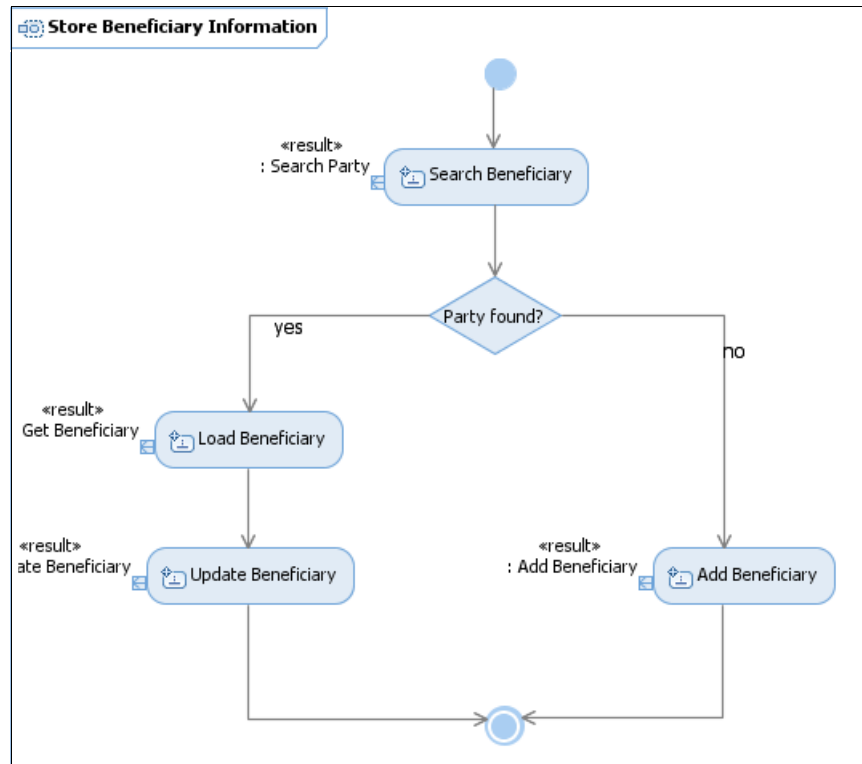 Store Beneficiary Information
«result»
: Search Party
Search Beneficiary
Party found?
yes
no
«result»
Get Beneficiary
Load Beneficiary
«result»
ate Beneficiary
Update Beneficiary
«result»
: Add Beneficiary
Add Beneficiary